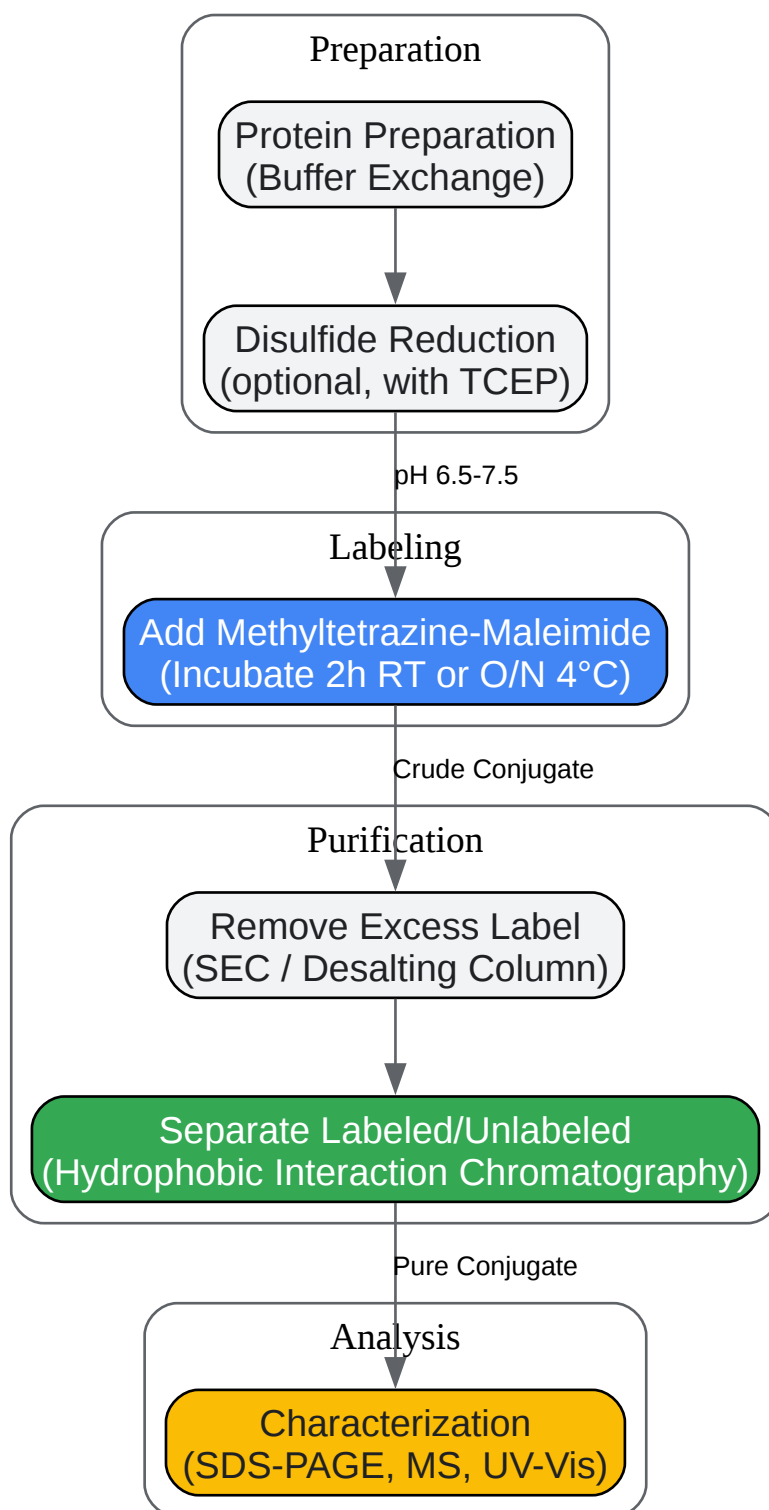 Preparation
Protein Preparation
(Buffer Exchange)
Disulfide Reduction
(optional, with TCEP)
pH 6.5-7.5
Labeling
Add Methyltetrazine-Maleimide
(Incubate 2h RT or O/N 4°C)
Crude Conjugate
Purification
Remove Excess Label
(SEC / Desalting Column)
Separate Labeled/Unlabeled
(Hydrophobic Interaction Chromatography)
Pure Conjugate
Analysis
Characterization
(SDS-PAGE, MS, UV-Vis)